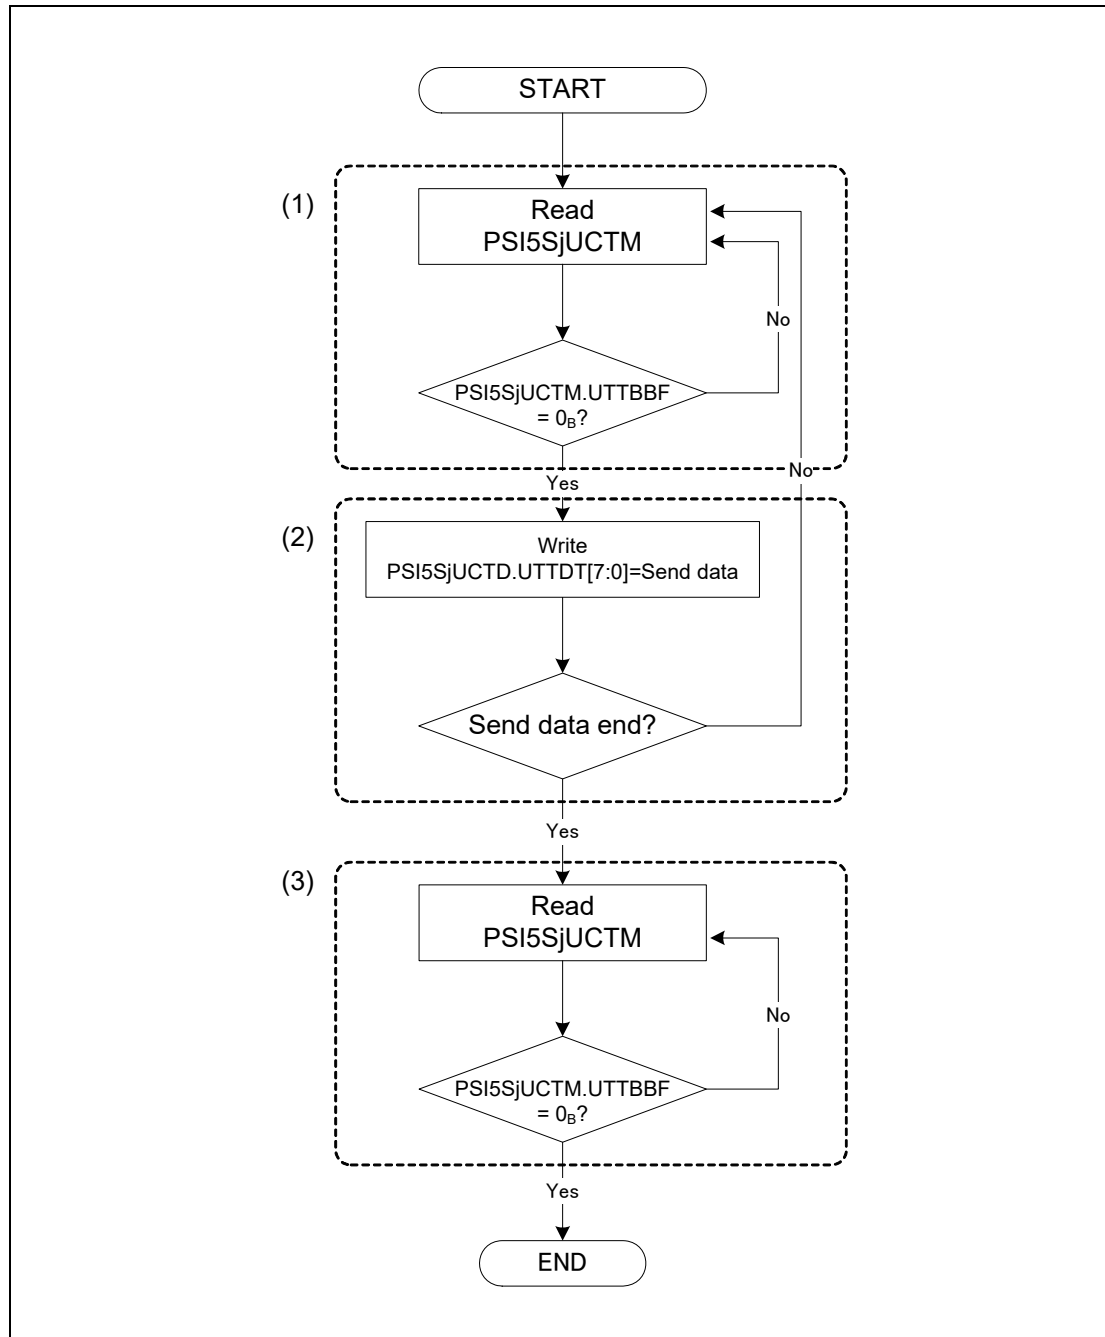 START
(1)
Read
PSI5SjUCTM
No
PSI5SjUCTM.UTTBBF
= 0B?
No
Yes
(2)
Write
PSI5SjUCTD.UTTDT[7:0]=Send data
Send data end?
Yes
(3)
Read
PSI5SjUCTM
No
PSI5SjUCTM.UTTBBF
= 0B?
Yes
END